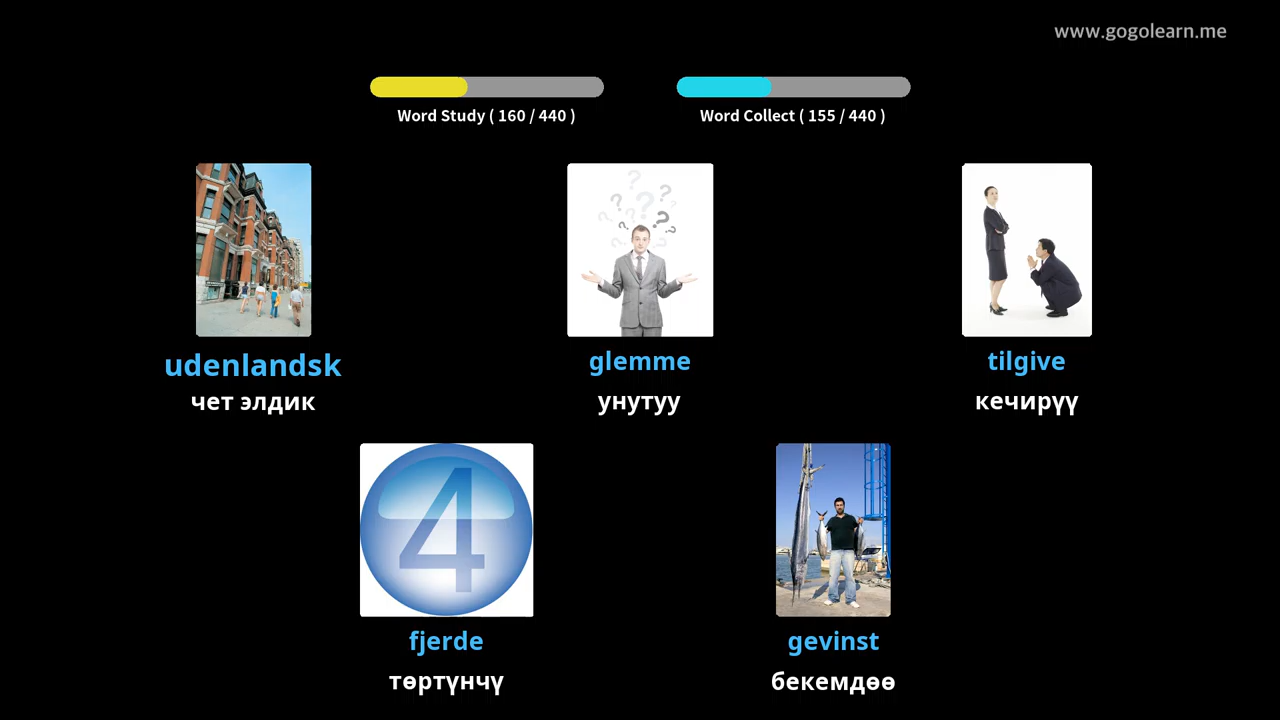 www.gogolearn.me
Word Study ( 160 / 440 )
Word Collect ( 155 / 440 )
udenlandsk
чет элдик
glemme
унутуу
tilgive
кечирүү
4
fjerde
төртүнчү
gevinst
бекемдөө